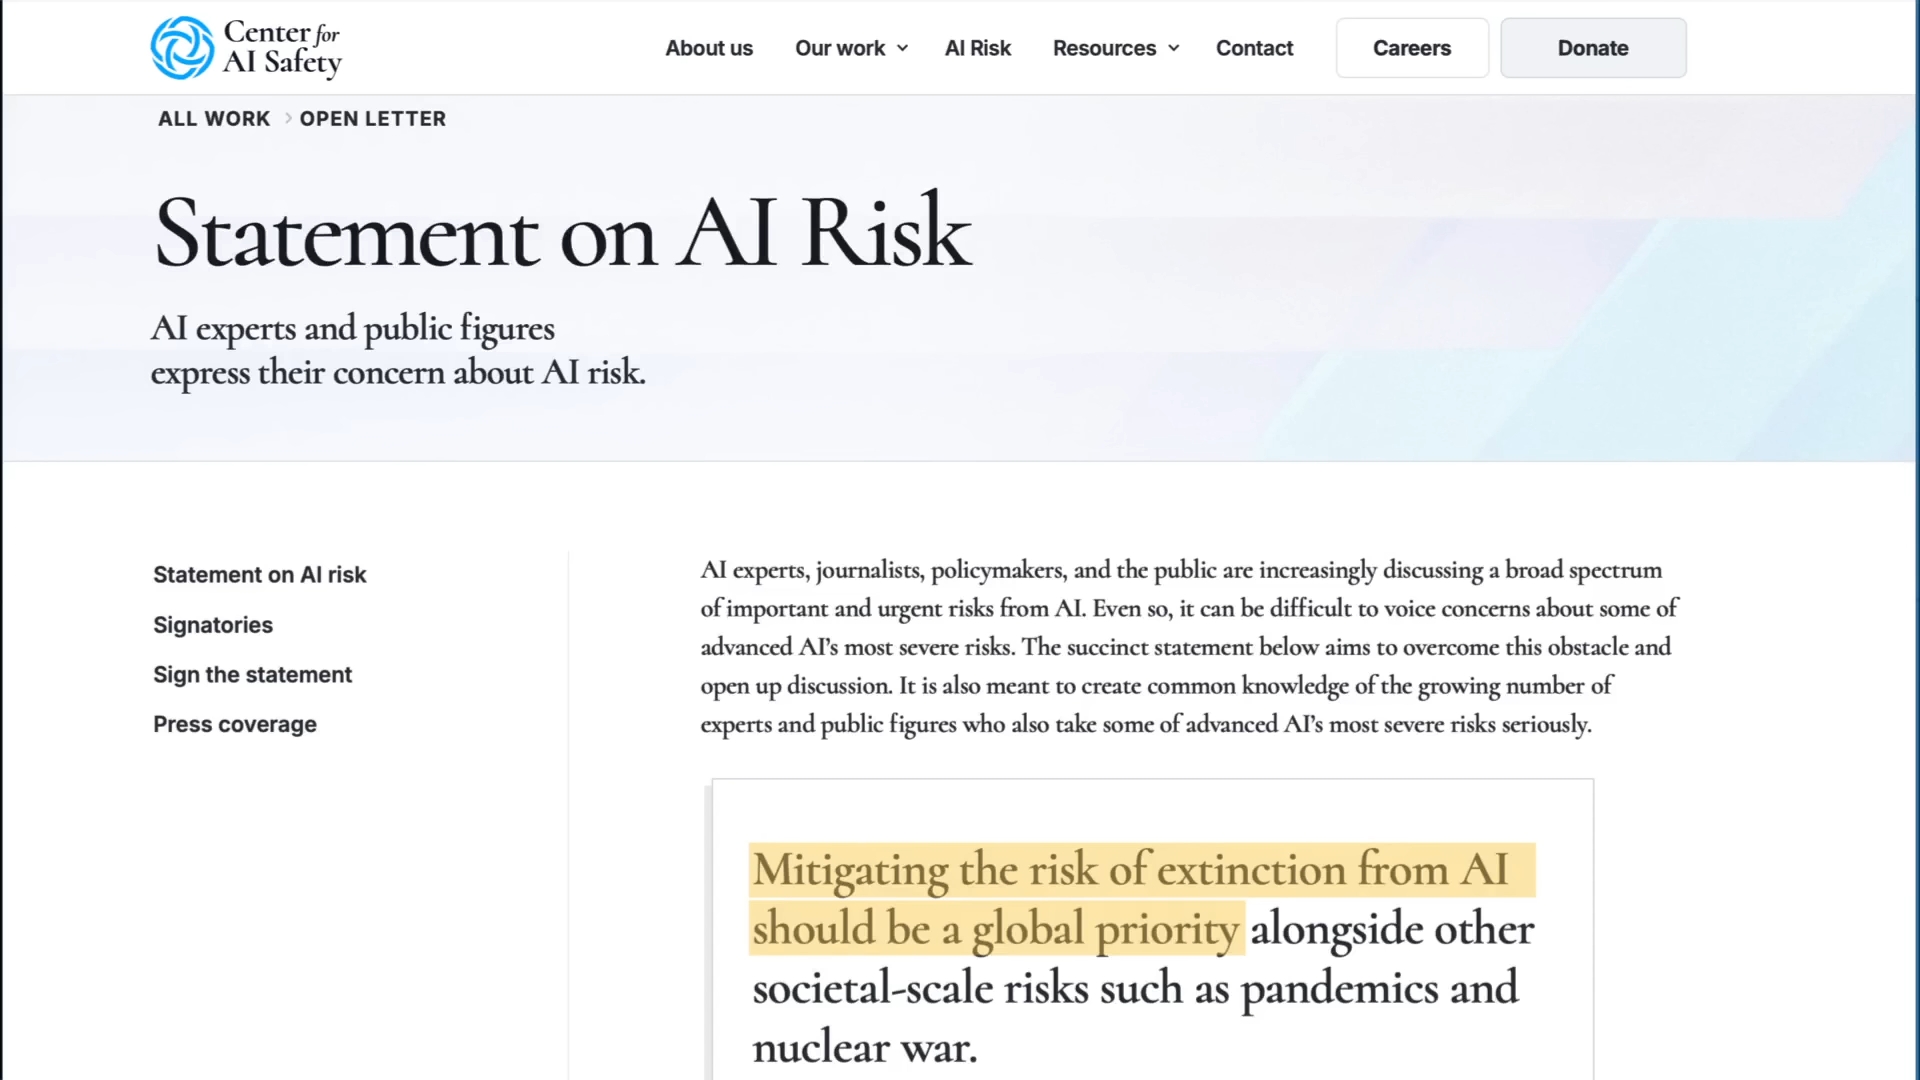 Center for
AI Safety
About us
Our work
AI Risk
Resources
Contact
Careers
Donate
ALL WORK > OPEN LETTER
Statement on AI Risk
AI experts and public figures
express their concern about AI risk.
Statement on AI risk
Signatories
Sign the statement
Press coverage
AI experts, journalists, policymakers, and the public are increasingly discussing a broad spectrum
of important and urgent risks from AI. Even so, it can be difficult to voice concerns about some of
advanced AI’s most severe risks. The succinct statement below aims to overcome this obstacle and
open up discussion. It is also meant to create common knowledge of the growing number of
experts and public figures who also take some of advanced AI’s most severe risks seriously.
Mitigating the risk of extinction from AI
should be a global priority alongside other
societal-scale risks such as pandemics and
nuclear war.